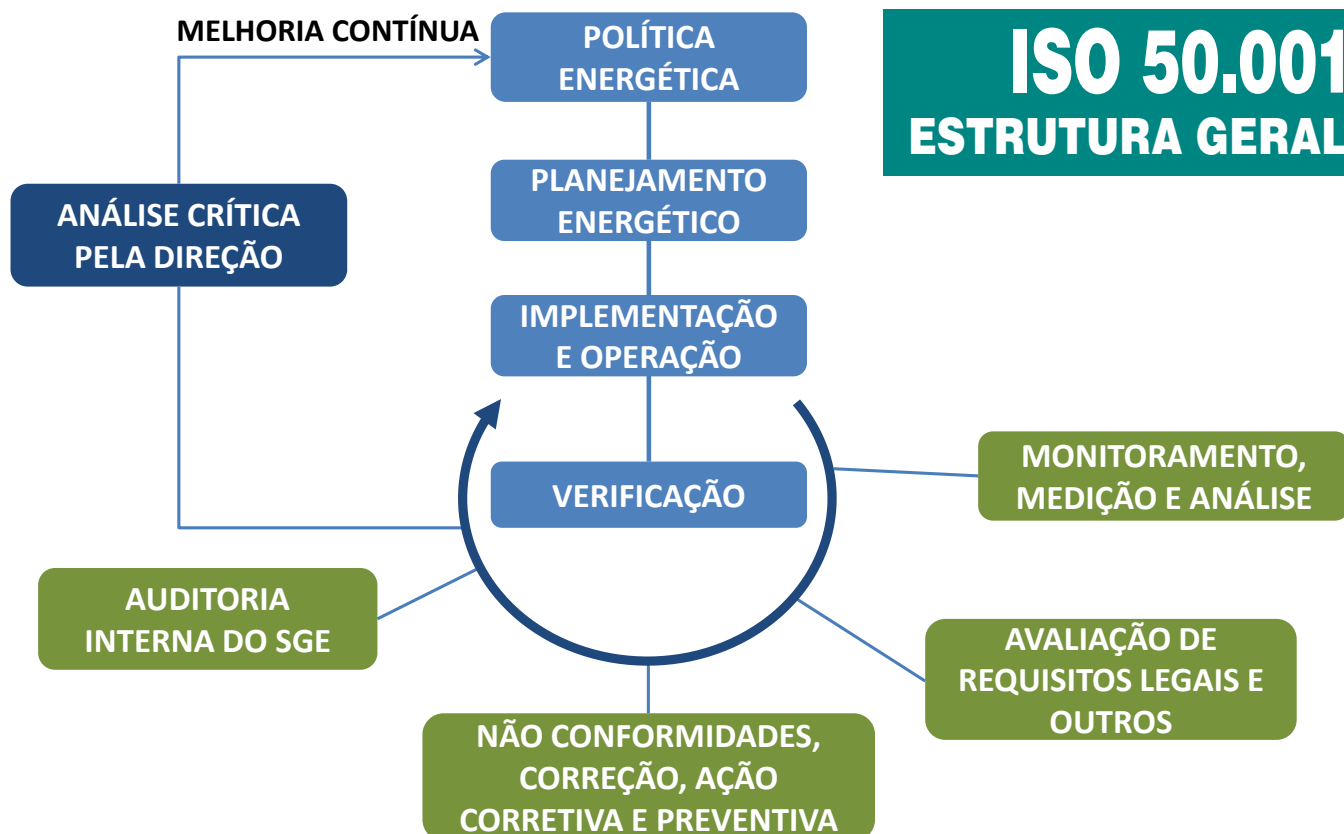 MELHORIA CONTÍNUA
POLÍTICA
ENERGÉTICA
ISO 50.001
ESTRUTURA GERAL
PLANEJAMENTO
ENERGÉTICO
ANÁLISE CRÍTICA
PELA DIREÇÃO
IMPLEMENTAÇÃO
E OPERAÇÃO
VERIFICAÇÃO
MONITORAMENTO,
MEDIÇÃO E ANÁLISE
AUDITORIA
INTERNA DO SGE
AVALIAÇÃO DE
REQUISITOS LEGAIS E
OUTROS
NÃO CONFORMIDADES,
CORREÇÃO, AÇÃO
CORRETIVA E PREVENTIVA